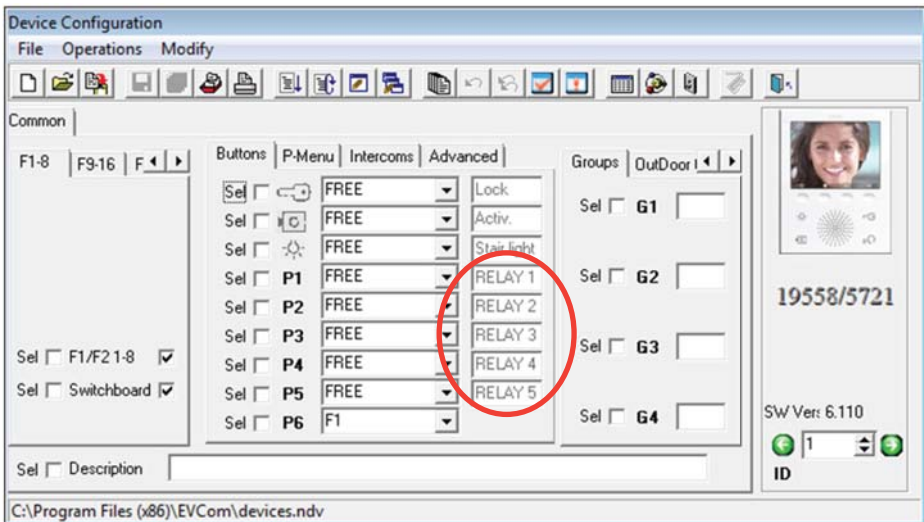 Device Configuration
File Operations Modify
Common
F1-8 F9-16 F
Buttons P-Menu Intercoms Advanced
Groups OutDoor
Sel FREE Lock
Sel FREE Activ.
Sel FREE Stair light
Sel P1 FREE RELAY 1
Sel P2 FREE RELAY 2
Sel P3 FREE RELAY 3
Sel P4 FREE RELAY 4
Sel P5 FREE RELAY 5
Sel P6 F1
Sel F1/F2 1-8
Sel Switchboard
Sel G1
Sel G2
Sel G3
Sel G4
Sel Description
19558/5721
SW Ver: 6.110
1
ID
C:\Program Files (x86)\EVCom\devices.ndv